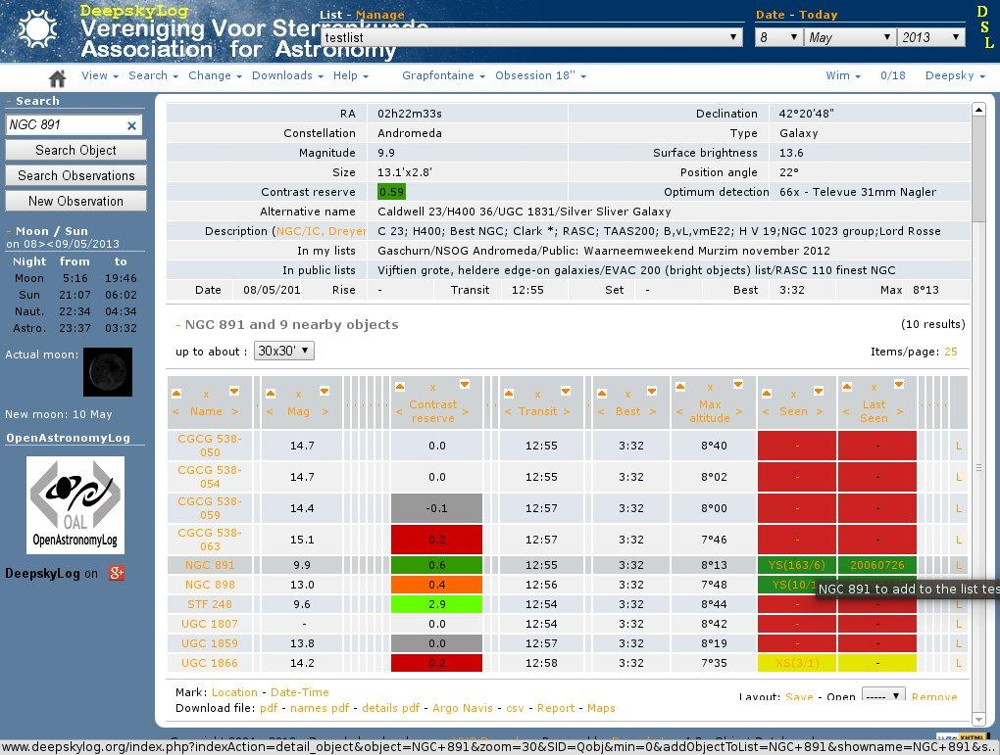 DeepskyLog
Vereniging Voor Sterrenkunde
Association for Astronomy
List - Manage
testlist
Date - Today
8 May 2013
D
S
L
View Search Change Downloads Help Grapfontaine Obsession 18" Wim 0/18 Deepsky
- Search
NGC 891
Search Object
Search Observations
New Observation
- Moon / Sun
on 08><09/05/2013
Night from to
Moon 5:16 19:46
Sun 21:07 06:02
Naut. 22:34 04:34
Astro. 23:37 03:32
Actual moon:
New moon: 10 May
OpenAstronomyLog
OAL
OpenAstronomyLog
DeepskyLog on g+
RA 02h22m33s Declination 42°20'48"
Constellation Andromeda Type Galaxy
Magnitude 9.9 Surface brightness 13.6
Size 13.1'x2.8' Position angle 22°
Contrast reserve 0.59 Optimum detection 66x - Televue 31mm Nagler
Alternative name Caldwell 23/H400 36/UGC 1831/Silver Sliver Galaxy
Description (NGC/IC, Dreyer C 23; H400; Best NGC; Clark *; RASC; TAAS200; B,vL,vmE22; H V 19;NGC 1023 group;Lord Rosse
In my lists Gaschurn/NSOG Andromeda/Public: Waarneemweekend Murzim november 2012
In public lists Vijftien grote, heldere edge-on galaxies/EVAC 200 (bright objects) list/RASC 110 finest NGC
Date 08/05/201 Rise - Transit 12:55 Set - Best 3:32 Max 8°13
- NGC 891 and 9 nearby objects (10 results)
up to about : 30x30' Items/page: 25
x x x x x x x x
< Name > < Mag > < Contrast reserve > < Transit > < Best > < Max altitude > < Seen > < Last Seen >
CGCG 538-050 14.7 0.0 12:55 3:32 8°40 - - L
CGCG 538-054 14.7 0.0 12:55 3:32 8°02 - - L
CGCG 538-059 14.4 -0.1 12:57 3:32 8°00 - - L
CGCG 538-063 15.1 0.2 12:57 3:32 7°46 - - L
NGC 891 9.9 0.6 12:55 3:32 8°13 YS(163/6) 20060726 L
NGC 898 13.0 0.4 12:56 3:32 7°48 YS(10/1
NGC 891 to add to the list tes
STF 248 9.6 2.9 12:54 3:32 8°44 - - L
UGC 1807 - 0.0 12:54 3:32 8°42 - - L
UGC 1859 13.8 0.0 12:57 3:32 8°19 - - L
UGC 1866 14.2 0.2 12:58 3:32 7°35 XS(3/1) - L
Mark: Location - Date-Time
Download file: pdf - names pdf - details pdf - Argo Navis - csv - Report - Maps
Layout: Save - Open ----- Remove
www.deepskylog.org/index.php?indexAction=detail_object&object=NGC+891&zoom=30&SID=Qobj&min=0&addObjectToList=NGC+891&showname=NGC+891&s..